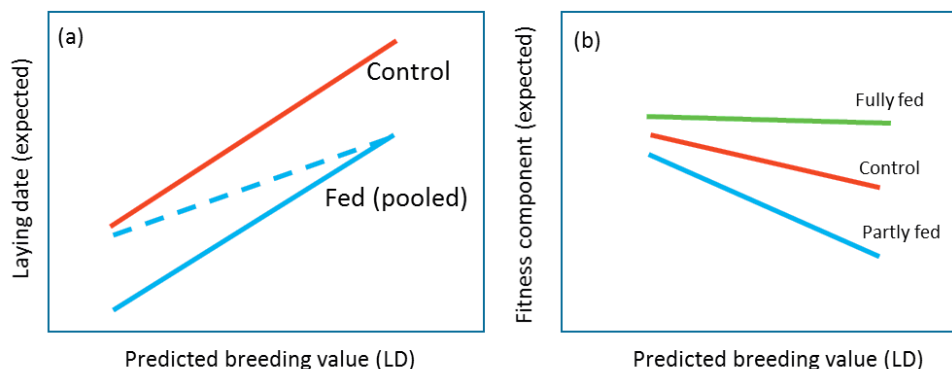 (a)
Control
Fed (pooled)
Laying date (expected)
Predicted breeding value (LD)
(b)
Fully fed
Control
Partly fed
Fitness component (expected)
Predicted breeding value (LD)